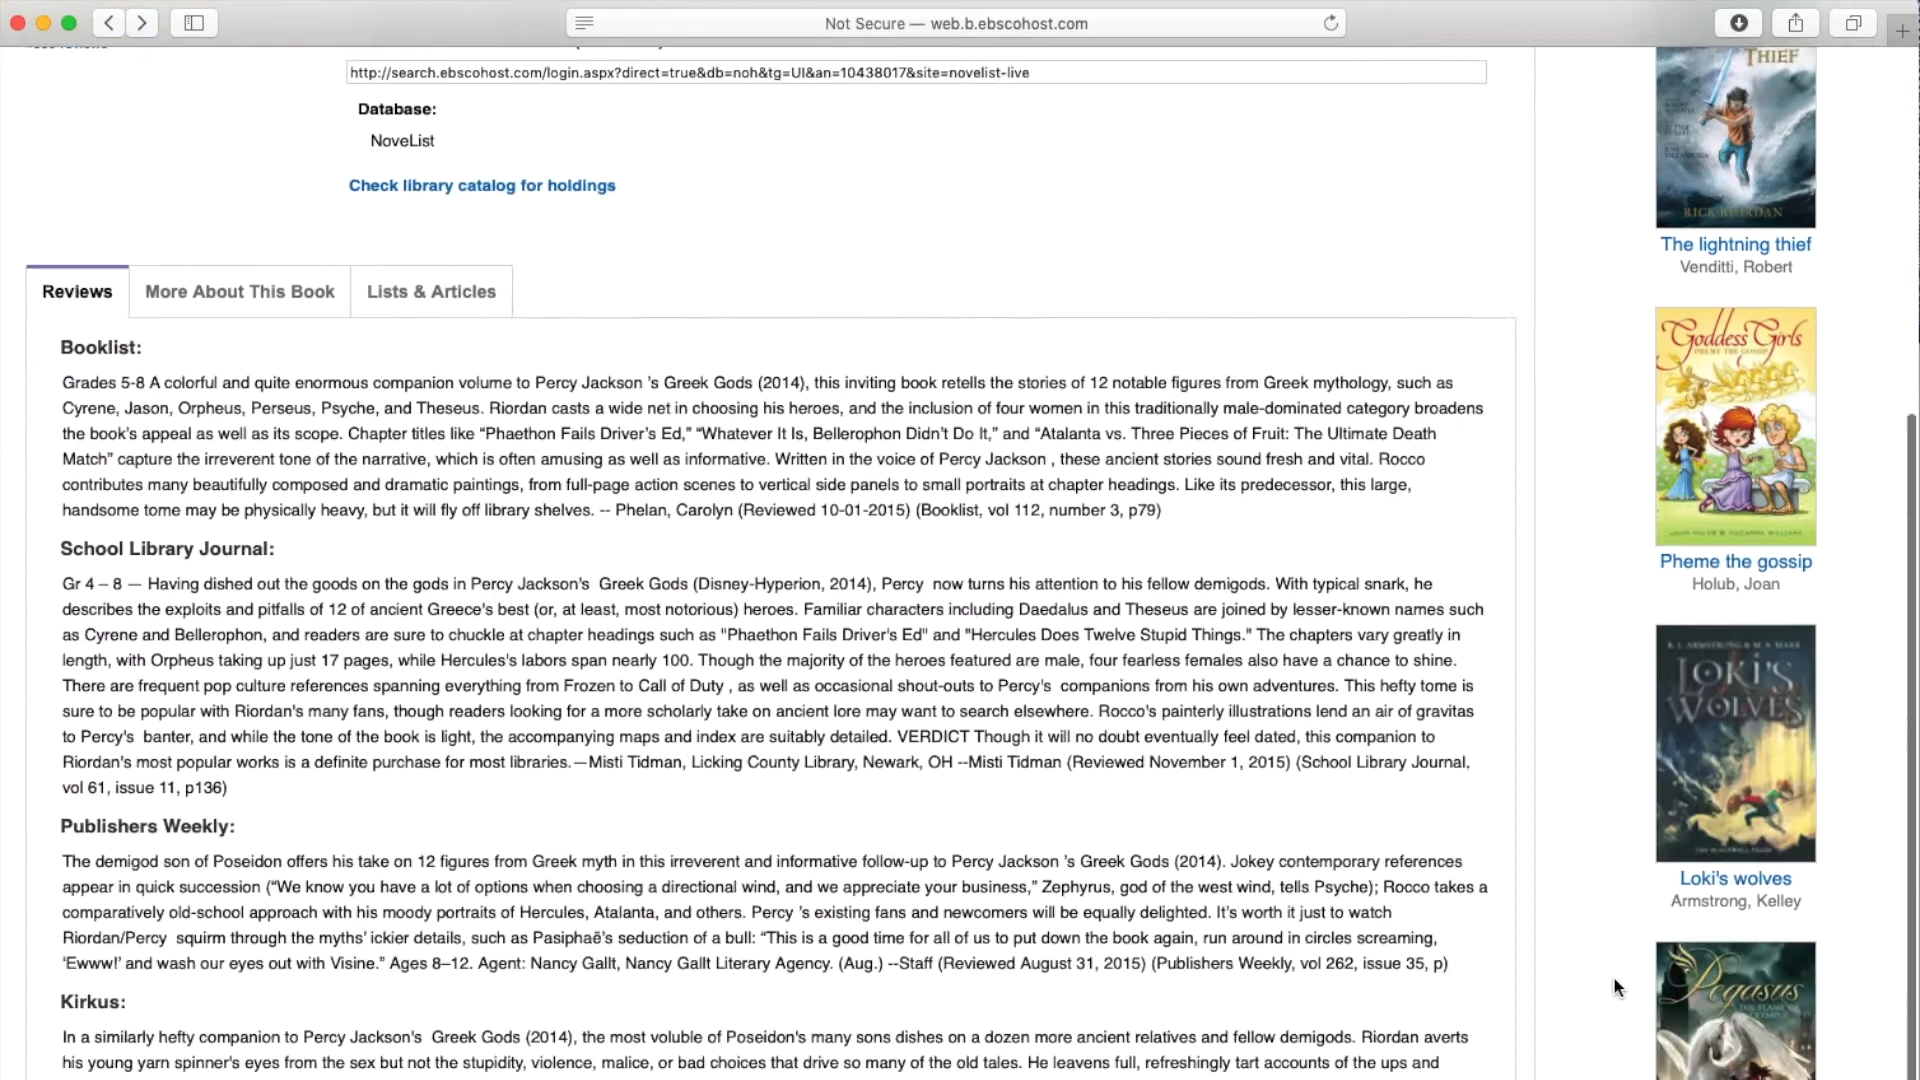 Not Secure — web.b.ebscohost.com
http://search.ebscohost.com/login.aspx?direct=true&db=noh&tg=UI&an=10438017&site=novelist-live
Database:
NoveList
Check library catalog for holdings
Reviews
More About This Book
Lists & Articles
Booklist:
Grades 5-8 A colorful and quite enormous companion volume to Percy Jackson 's Greek Gods (2014), this inviting book retells the stories of 12 notable figures from Greek mythology, such as
Cyrene, Jason, Orpheus, Perseus, Psyche, and Theseus. Riordan casts a wide net in choosing his heroes, and the inclusion of four women in this traditionally male-dominated category broadens
the book's appeal as well as its scope. Chapter titles like “Phaethon Fails Driver's Ed,” “Whatever It Is, Bellerophon Didn't Do It,” and “Atalanta vs. Three Pieces of Fruit: The Ultimate Death
Match” capture the irreverent tone of the narrative, which is often amusing as well as informative. Written in the voice of Percy Jackson , these ancient stories sound fresh and vital. Rocco
contributes many beautifully composed and dramatic paintings, from full-page action scenes to vertical side panels to small portraits at chapter headings. Like its predecessor, this large,
handsome tome may be physically heavy, but it will fly off library shelves. -- Phelan, Carolyn (Reviewed 10-01-2015) (Booklist, vol 112, number 3, p79)
School Library Journal:
Gr 4 – 8 — Having dished out the goods on the gods in Percy Jackson's Greek Gods (Disney-Hyperion, 2014), Percy now turns his attention to his fellow demigods. With typical snark, he
describes the exploits and pitfalls of 12 of ancient Greece's best (or, at least, most notorious) heroes. Familiar characters including Daedalus and Theseus are joined by lesser-known names such
as Cyrene and Bellerophon, and readers are sure to chuckle at chapter headings such as "Phaethon Fails Driver's Ed" and "Hercules Does Twelve Stupid Things." The chapters vary greatly in
length, with Orpheus taking up just 17 pages, while Hercules's labors span nearly 100. Though the majority of the heroes featured are male, four fearless females also have a chance to shine.
There are frequent pop culture references spanning everything from Frozen to Call of Duty , as well as occasional shout-outs to Percy's companions from his own adventures. This hefty tome is
sure to be popular with Riordan's many fans, though readers looking for a more scholarly take on ancient lore may want to search elsewhere. Rocco's painterly illustrations lend an air of gravitas
to Percy's banter, and while the tone of the book is light, the accompanying maps and index are suitably detailed. VERDICT Though it will no doubt eventually feel dated, this companion to
Riordan's most popular works is a definite purchase for most libraries.—Misti Tidman, Licking County Library, Newark, OH --Misti Tidman (Reviewed November 1, 2015) (School Library Journal,
vol 61, issue 11, p136)
Publishers Weekly:
The demigod son of Poseidon offers his take on 12 figures from Greek myth in this irreverent and informative follow-up to Percy Jackson 's Greek Gods (2014). Jokey contemporary references
appear in quick succession (“We know you have a lot of options when choosing a directional wind, and we appreciate your business,” Zephyrus, god of the west wind, tells Psyche); Rocco takes a
comparatively old-school approach with his moody portraits of Hercules, Atalanta, and others. Percy 's existing fans and newcomers will be equally delighted. It's worth it just to watch
Riordan/Percy squirm through the myths' ickier details, such as Pasiphaë's seduction of a bull: “This is a good time for all of us to put down the book again, run around in circles screaming,
‘Ewww!’ and wash our eyes out with Visine.” Ages 8–12. Agent: Nancy Gallt, Nancy Gallt Literary Agency. (Aug.) --Staff (Reviewed August 31, 2015) (Publishers Weekly, vol 262, issue 35, p)
Kirkus:
In a similarly hefty companion to Percy Jackson's Greek Gods (2014), the most voluble of Poseidon's many sons dishes on a dozen more ancient relatives and fellow demigods. Riordan averts
his young yarn spinner's eyes from the sex but not the stupidity, violence, malice, or bad choices that drive so many of the old tales. He leavens full, refreshingly tart accounts of the ups and
THIEF
RICK RIORDAN
The lightning thief
Venditti, Robert
Goddess Girls
PHEME THE GOSSIP
Pheme the gossip
Holub, Joan
K. L. ARMSTRONG & M. A. MARR
LOKI'S
WOLVES
Loki's wolves
Armstrong, Kelley
Pegasus